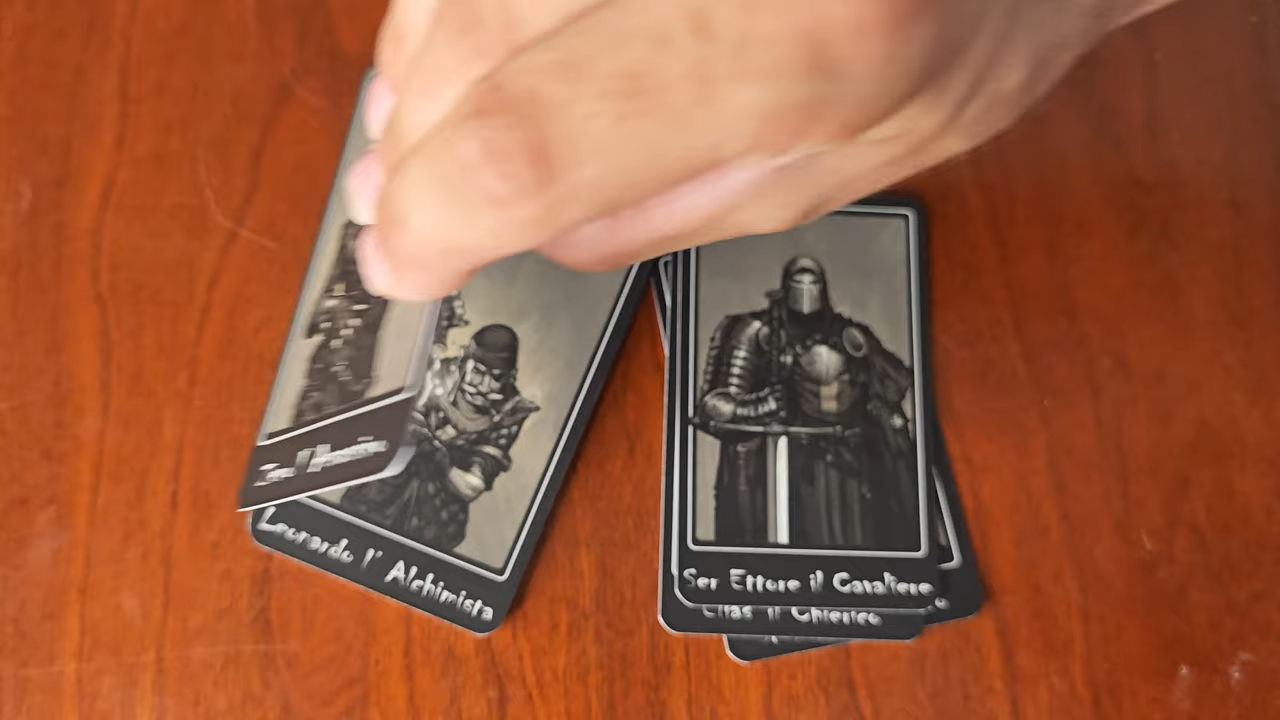 Leonardo l' Alchimista
Ser Ettore il Cavaliere
Elias il Chierico